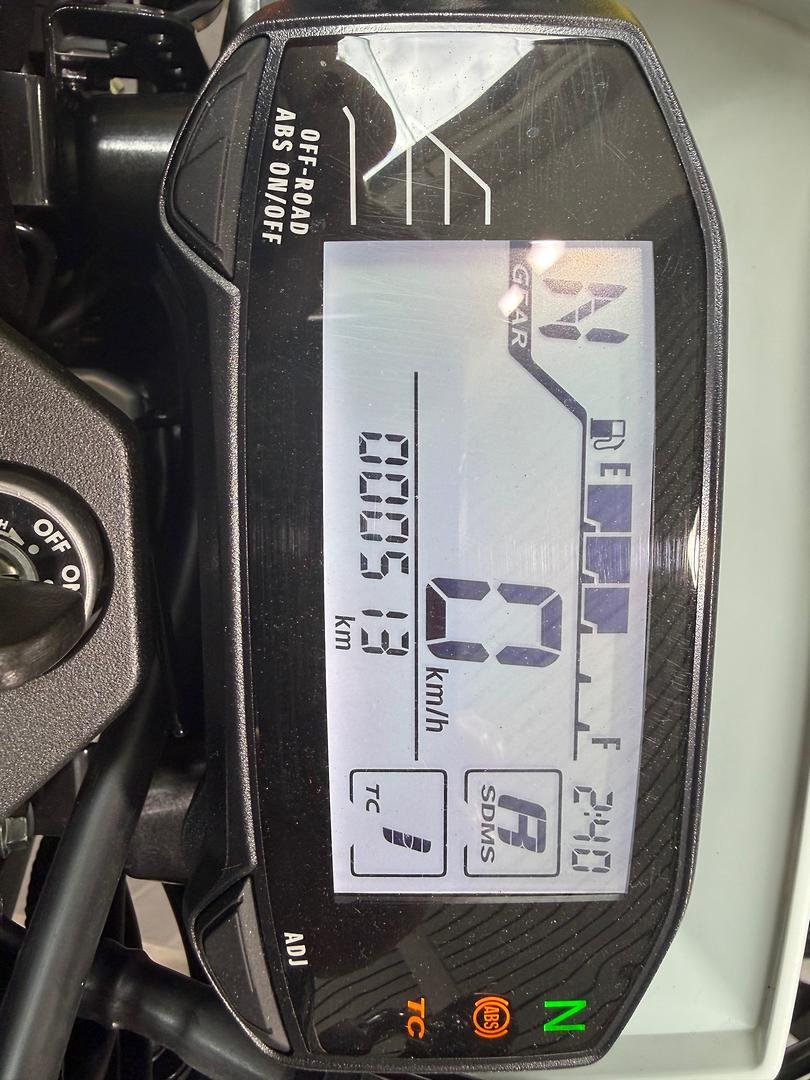 N
GEAR
E
F
2:40
0
km/h
A
SDMS
000513
km
1
TC
OFF-ROAD
ABS ON/OFF
ADJ
N
ABS
TC
OFF
ON